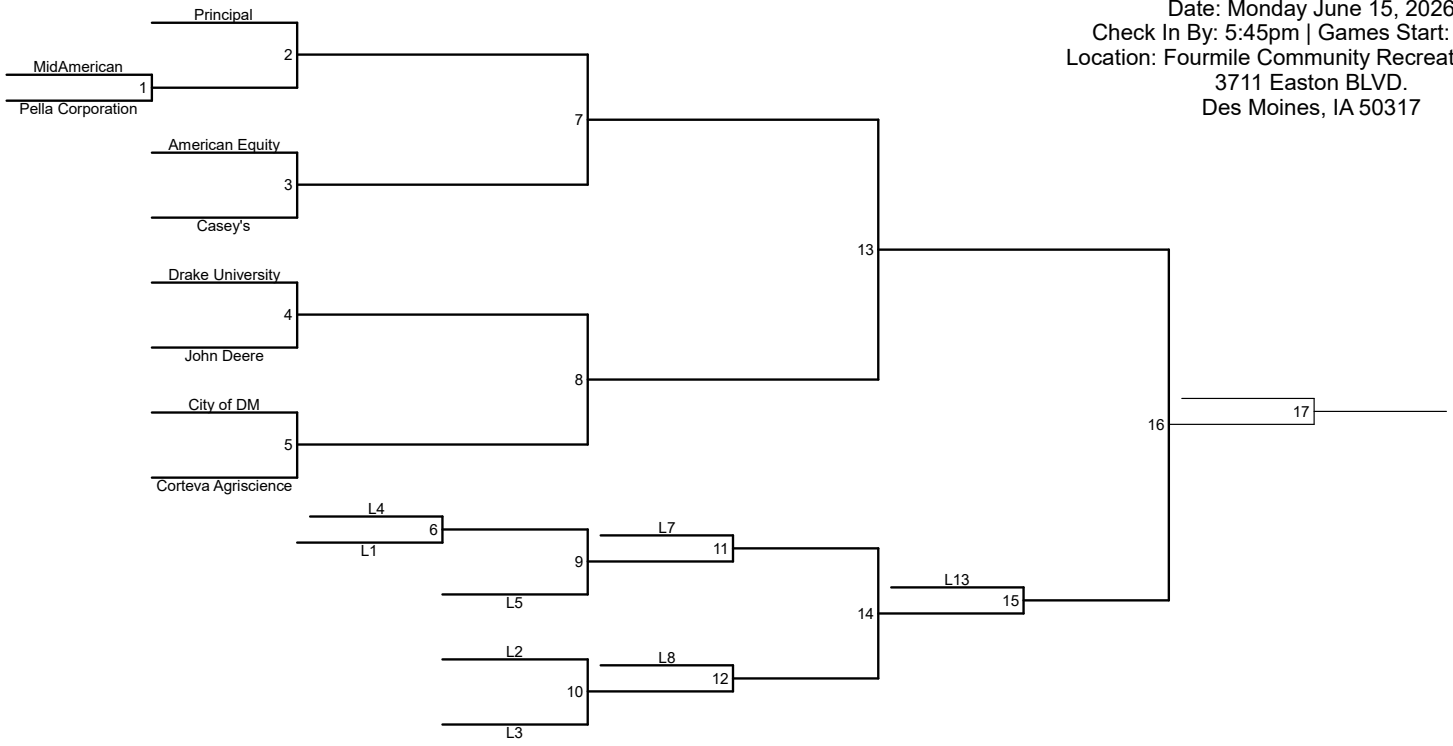 Date: Monday June 15, 2026
Check In By: 5:45pm | Games Start:
Location: Fourmile Community Recreat
3711 Easton BLVD.
Des Moines, IA 50317
Principal
2
MidAmerican
1
Pella Corporation
7
American Equity
3
Casey's
13
Drake University
4
John Deere
8
City of DM
17
16
5
Corteva Agriscience
L4
6
L7
L1
11
9
L13
L5
15
14
L2
L8
12
10
L3